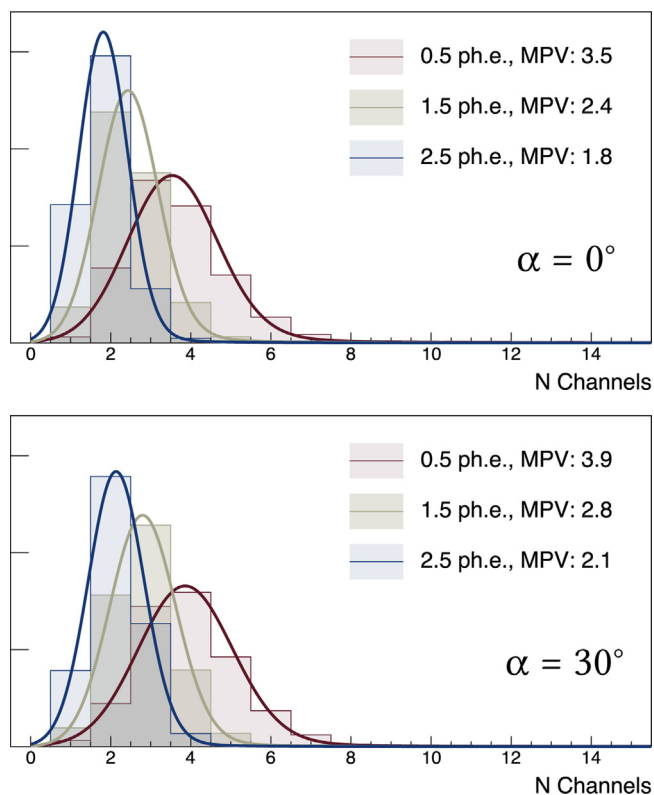 0.5 ph.e., MPV: 3.5
1.5 ph.e., MPV: 2.4
2.5 ph.e., MPV: 1.8
α = 0°
0 2 4 6 8 10 12 14
N Channels
0.5 ph.e., MPV: 3.9
1.5 ph.e., MPV: 2.8
2.5 ph.e., MPV: 2.1
α = 30°
0 2 4 6 8 10 12 14
N Channels